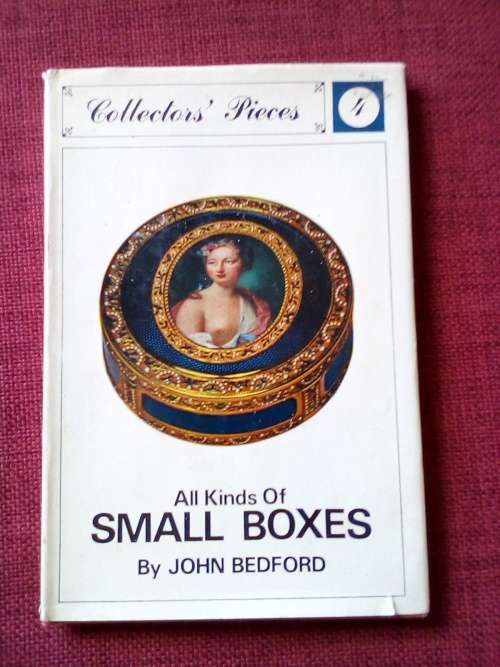 Collectors' Pieces
4
All Kinds Of
SMALL BOXES
By JOHN BEDFORD